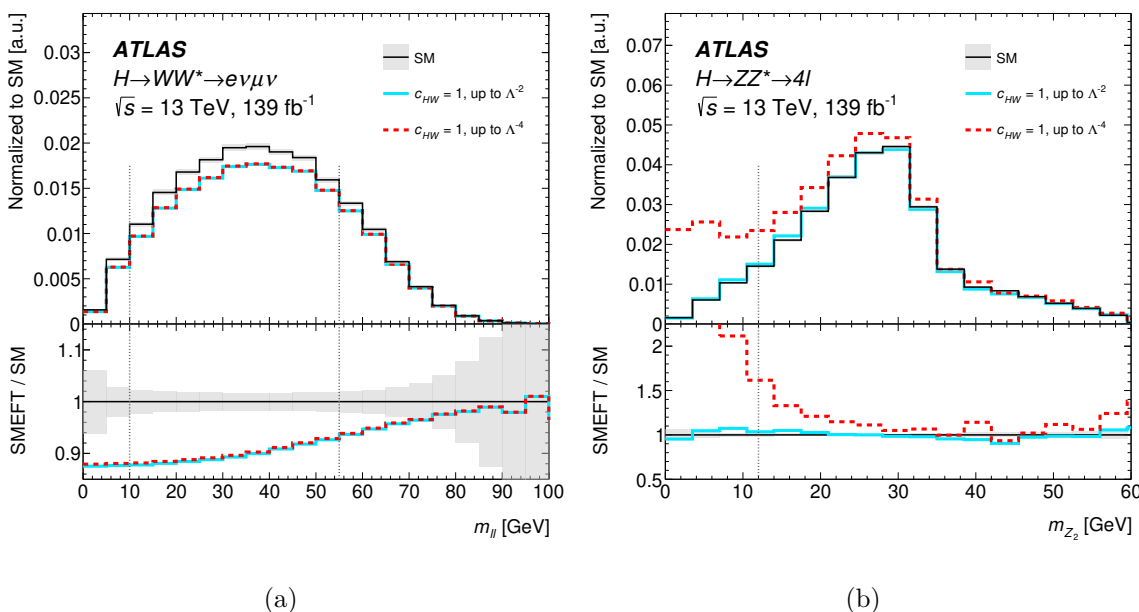 Normalized to SM [a.u.]
0.03
0.025
0.02
0.015
0.01
0.005
0
ATLAS
H→WW*→eνμν
√s = 13 TeV, 139 fb⁻¹
SM
c_HW = 1, up to Λ⁻²
c_HW = 1, up to Λ⁻⁴
SMEFT / SM
1.1
1
0.9
0 10 20 30 40 50 60 70 80 90 100
m_ll [GeV]
(a)
Normalized to SM [a.u.]
0.07
0.06
0.05
0.04
0.03
0.02
0.01
0
ATLAS
H→ZZ*→4l
√s = 13 TeV, 139 fb⁻¹
SM
c_HW = 1, up to Λ⁻²
c_HW = 1, up to Λ⁻⁴
SMEFT / SM
2
1.5
1
0.5
0 10 20 30 40 50 60
m_Z₂ [GeV]
(b)